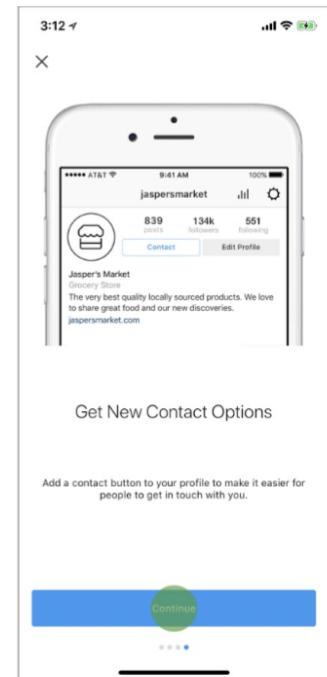 3:12
AT&T 9:41 AM 100%
jaspersmarket
839 134k 551
posts followers following
Contact Edit Profile
Jasper's Market
Grocery Store
The very best quality locally sourced products. We love
to share great food and our new discoveries.
jaspersmarket.com
Get New Contact Options
Add a contact button to your profile to make it easier for
people to get in touch with you.
Continue